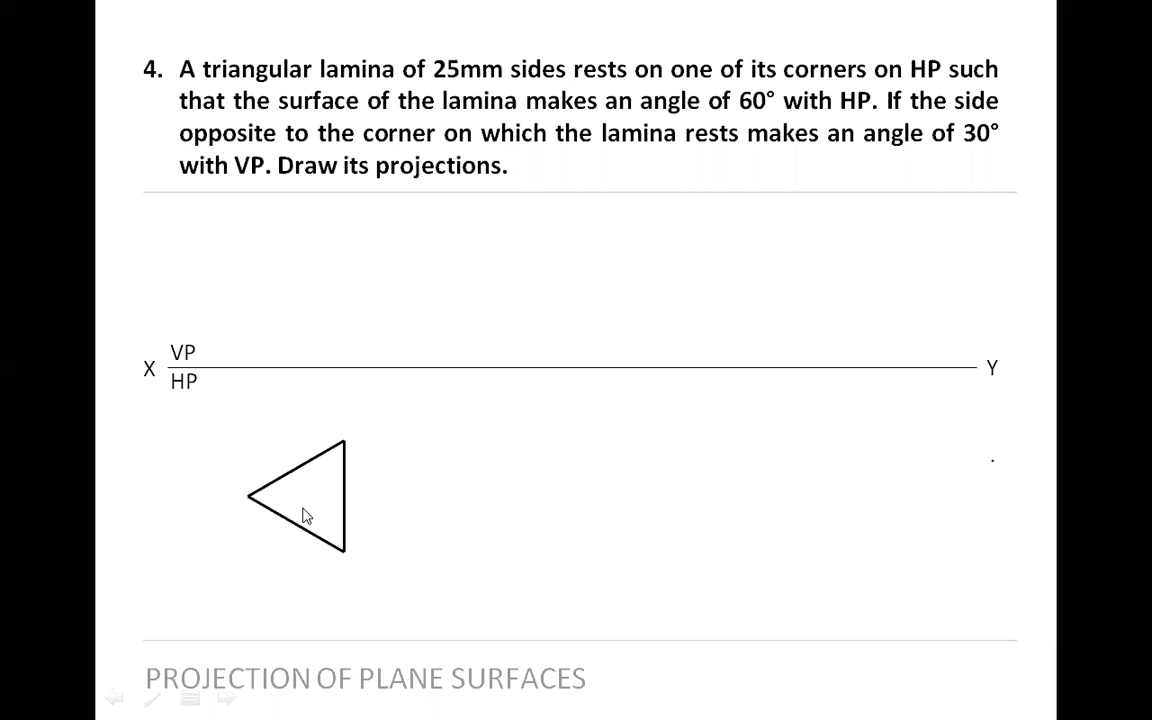 4. A triangular lamina of 25mm sides rests on one of its corners on HP such
that the surface of the lamina makes an angle of 60° with HP. If the side
opposite to the corner on which the lamina rests makes an angle of 30°
with VP. Draw its projections.
VP
X
Y
HP
PROJECTION OF PLANE SURFACES